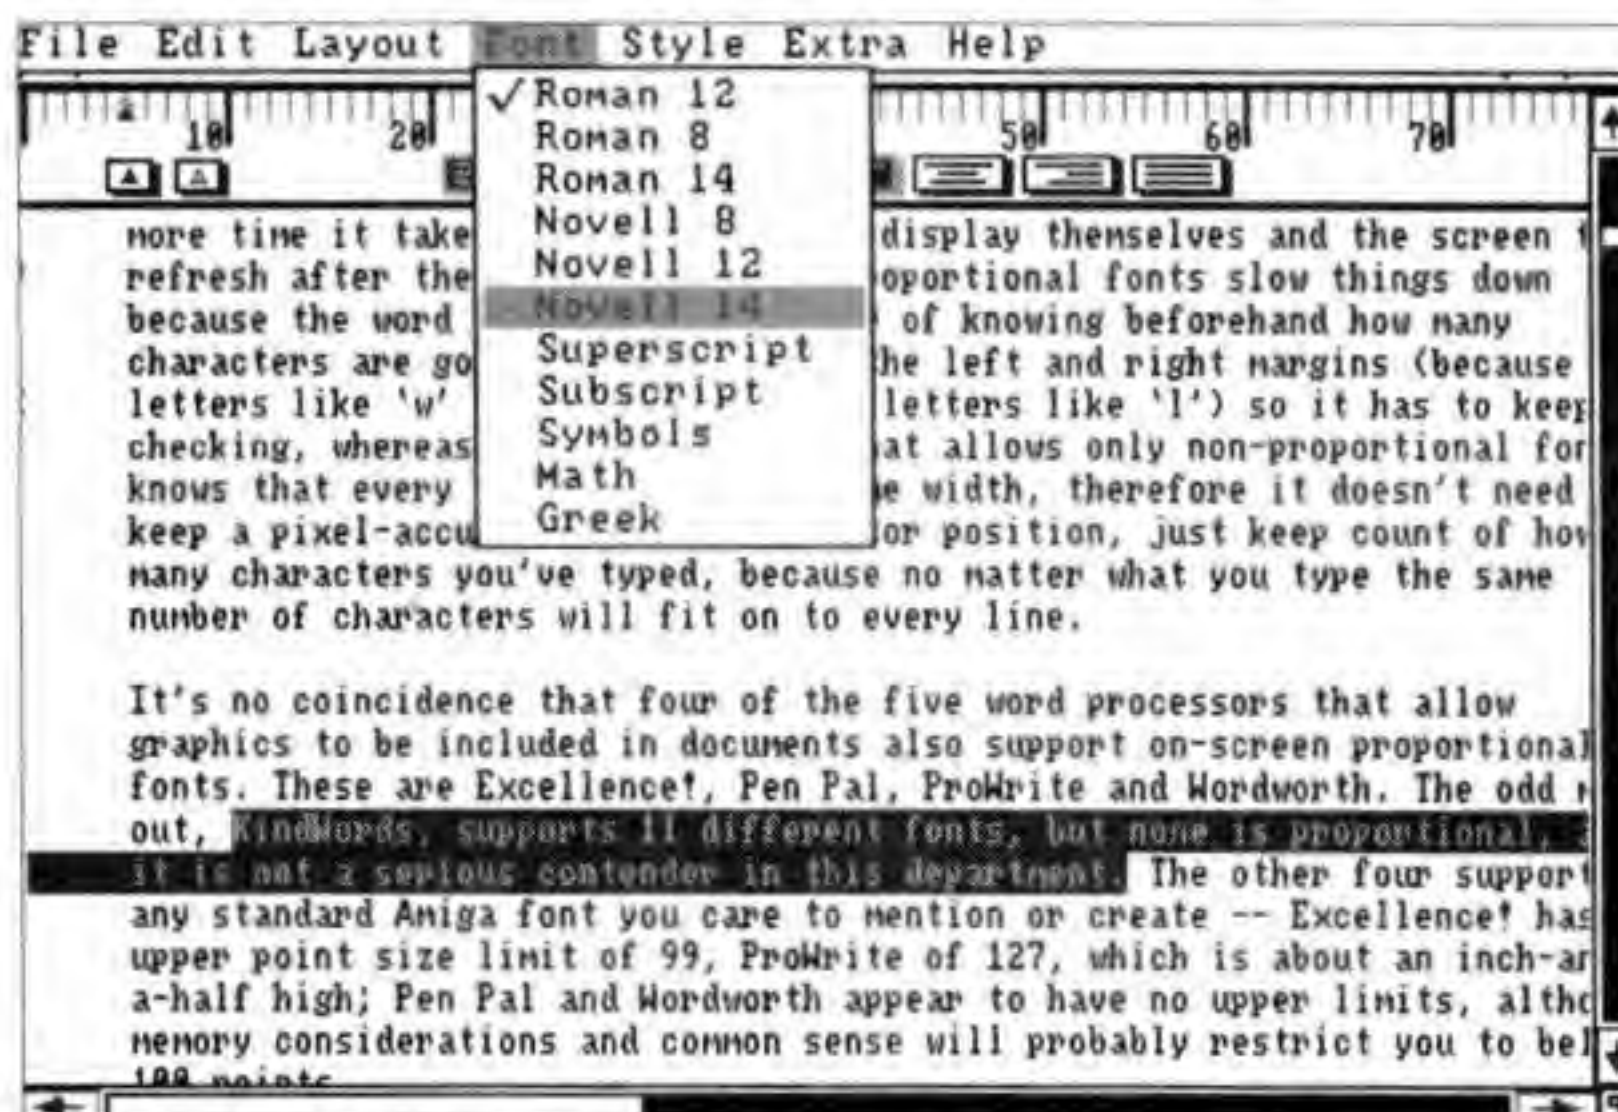 File Edit Layout Font Style Extra Help
10 20 50 60 70
✓Roman 12
Roman 8
Roman 14
Novell 8
Novell 12
Novell 14
Superscript
Subscript
Symbols
Math
Greek
more time it take display themselves and the screen
refresh after the oportional fonts slow things down
because the word of knowing beforehand how many
characters are go he left and right margins (because
letters like 'w' letters like 'l') so it has to keep
checking, whereas at allows only non-proportional for
knows that every e width, therefore it doesn't need
keep a pixel-accu or position, just keep count of how
many characters you've typed, because no matter what you type the same
number of characters will fit on to every line.
It's no coincidence that four of the five word processors that allow
graphics to be included in documents also support on-screen proportional
fonts. These are Excellence!, Pen Pal, ProWrite and Wordworth. The odd
out, KindWords, supports 11 different fonts, but none is proportional,
it is not a serious contender in this department. The other four support
any standard Amiga font you care to mention or create -- Excellence! has
upper point size limit of 99, ProWrite of 127, which is about an inch-an
a-half high; Pen Pal and Wordworth appear to have no upper limits, altho
memory considerations and common sense will probably restrict you to bel
100 points